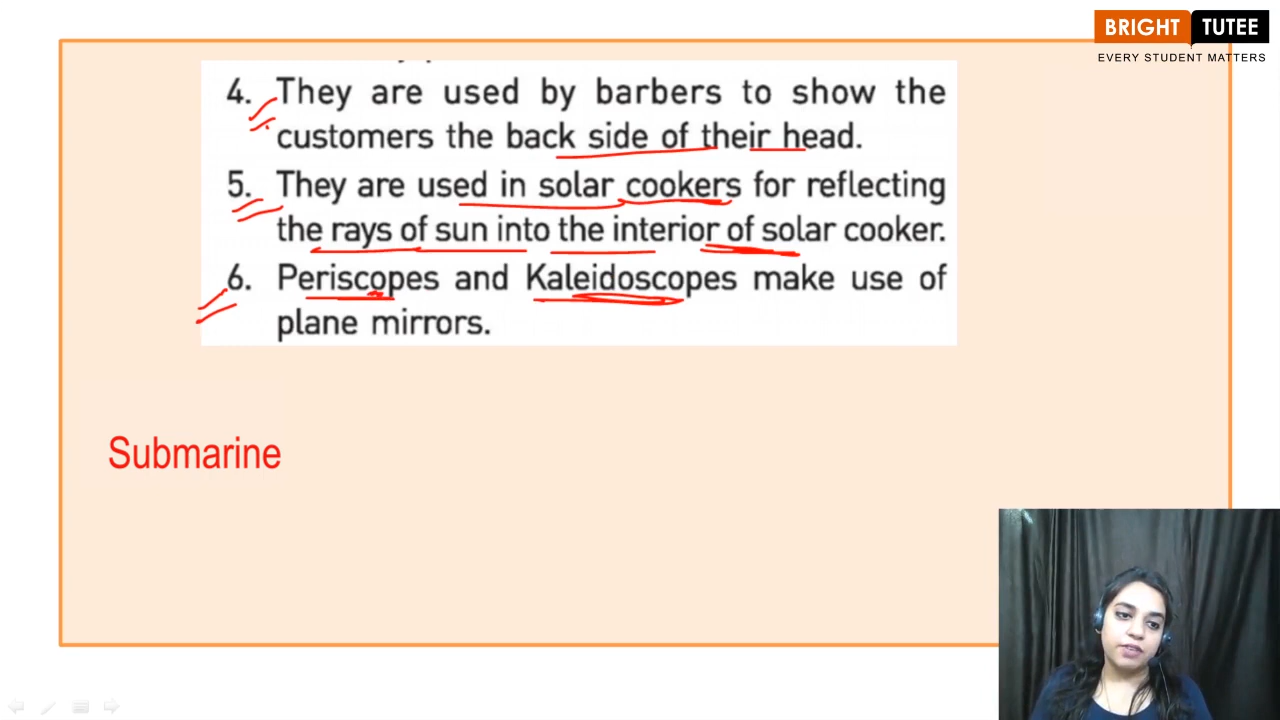 BRIGHT TUTEE
EVERY STUDENT MATTERS
4. They are used by barbers to show the
customers the back side of their head.
5. They are used in solar cookers for reflecting
the rays of sun into the interior of solar cooker.
6. Periscopes and Kaleidoscopes make use of
plane mirrors.
Submarine